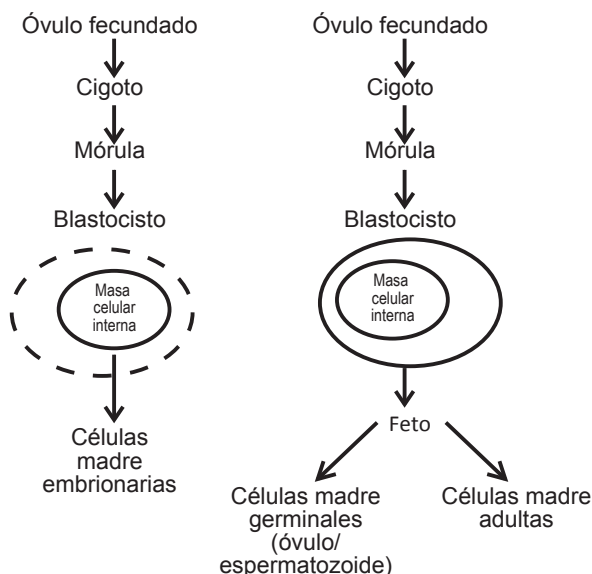 Óvulo fecundado
Cigoto
Mórula
Blastocisto
Masa
celular
interna
Células
madre
embrionarias
Óvulo fecundado
Cigoto
Mórula
Blastocisto
Masa
celular
interna
Feto
Células madre
germinales
(óvulo/
espermatozoide)
Células madre
adultas